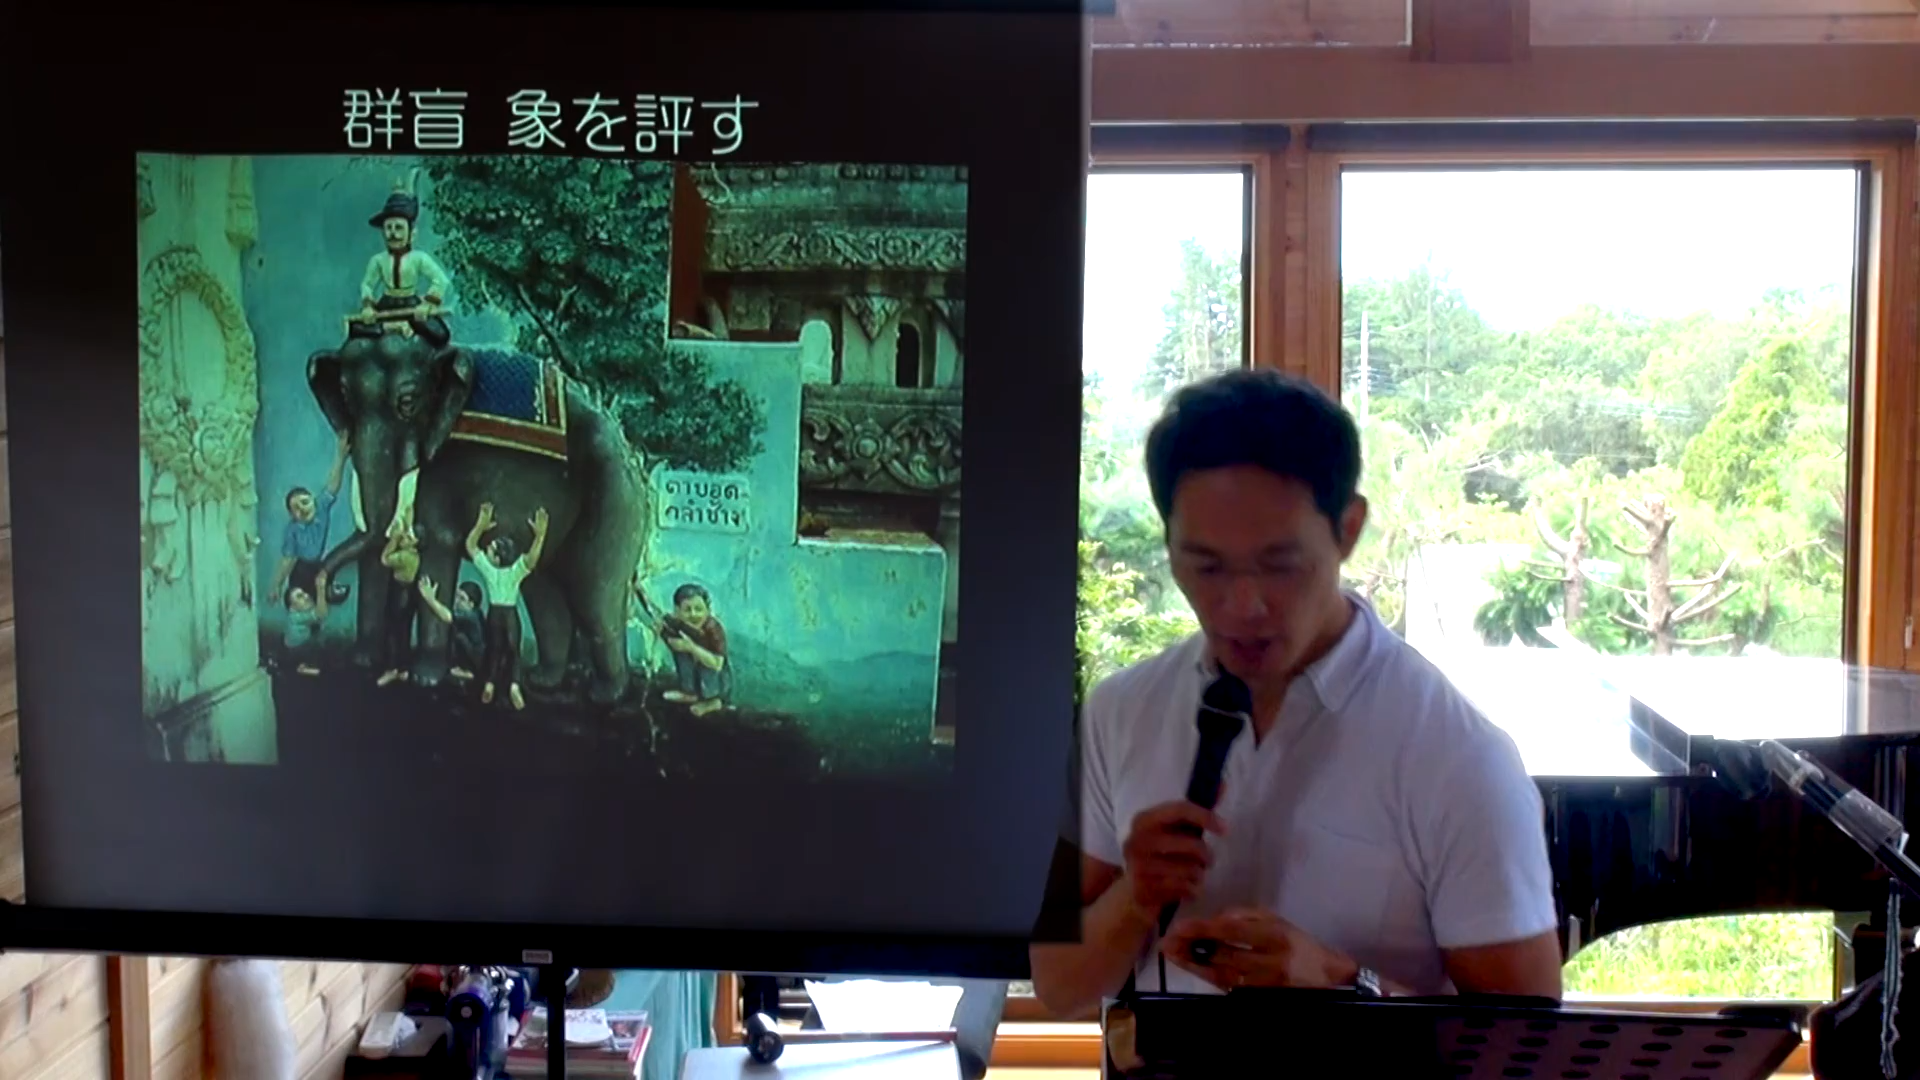 群盲 象を評す
ตาบอด
คลำช้าง